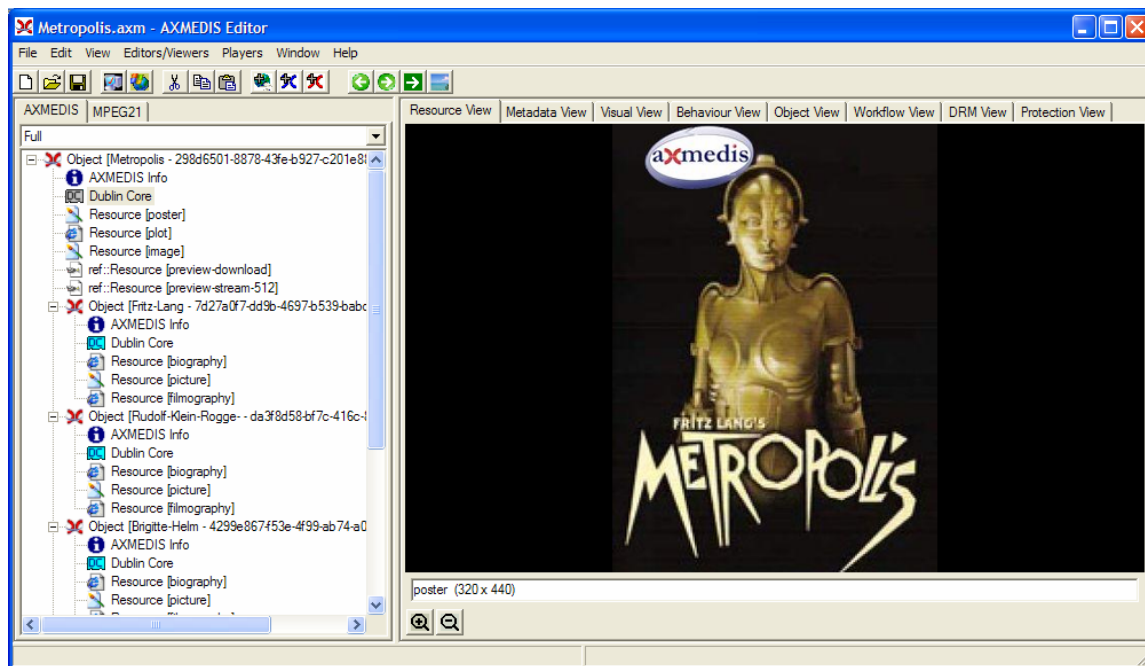 Metropolis.axm - AXMEDIS Editor
File Edit View Editors/Viewers Players Window Help
AXMEDIS MPEG21
Full
Object [Metropolis - 298d6501-8878-43fe-b927-c201e8
AXMEDIS Info
Dublin Core
Resource [poster]
Resource [plot]
Resource [image]
ref::Resource [preview-download]
ref::Resource [preview-stream-512]
Object [Fritz-Lang - 7d27a0f7-dd9b-4697-b539-babc
AXMEDIS Info
Dublin Core
Resource [biography]
Resource [picture]
Resource [filmography]
Object [Rudolf-Klein-Rogge- - da3f8d58-bf7c-416c-
AXMEDIS Info
Dublin Core
Resource [biography]
Resource [picture]
Resource [filmography]
Object [Brigitte-Helm - 4299e867-f53e-4f99-ab74-a0
AXMEDIS Info
Dublin Core
Resource [biography]
Resource [picture]
Resource View Metadata View Visual View Behaviour View Object View Workflow View DRM View Protection View
axmedis
FRITZ LANG'S
METROPOLIS
poster (320 x 440)